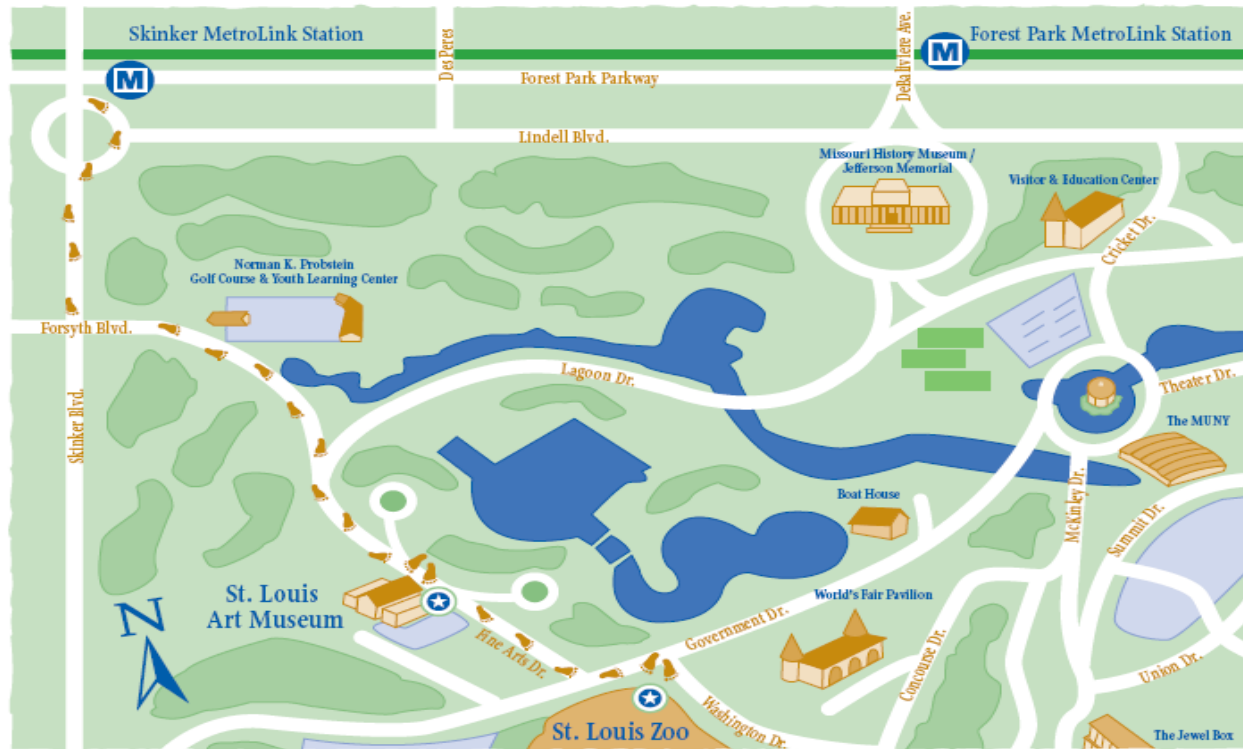 Skinker MetroLink Station
M
Des Peres
DeBaliviere Ave.
M
Forest Park MetroLink Station
Forest Park Parkway
Lindell Blvd.
Missouri History Museum /
Jefferson Memorial
Visitor & Education Center
Cricket Dr.
Norman K. Probstein
Golf Course & Youth Learning Center
Forsyth Blvd.
Skinker Blvd.
Lagoon Dr.
Theater Dr.
The MUNY
Boat House
McKinley Dr.
Summit Dr.
N
St. Louis
Art Museum
Fine Arts Dr.
Government Dr.
World's Fair Pavilion
Concourse Dr.
Union Dr.
St. Louis Zoo
Washington Dr.
The Jewel Box